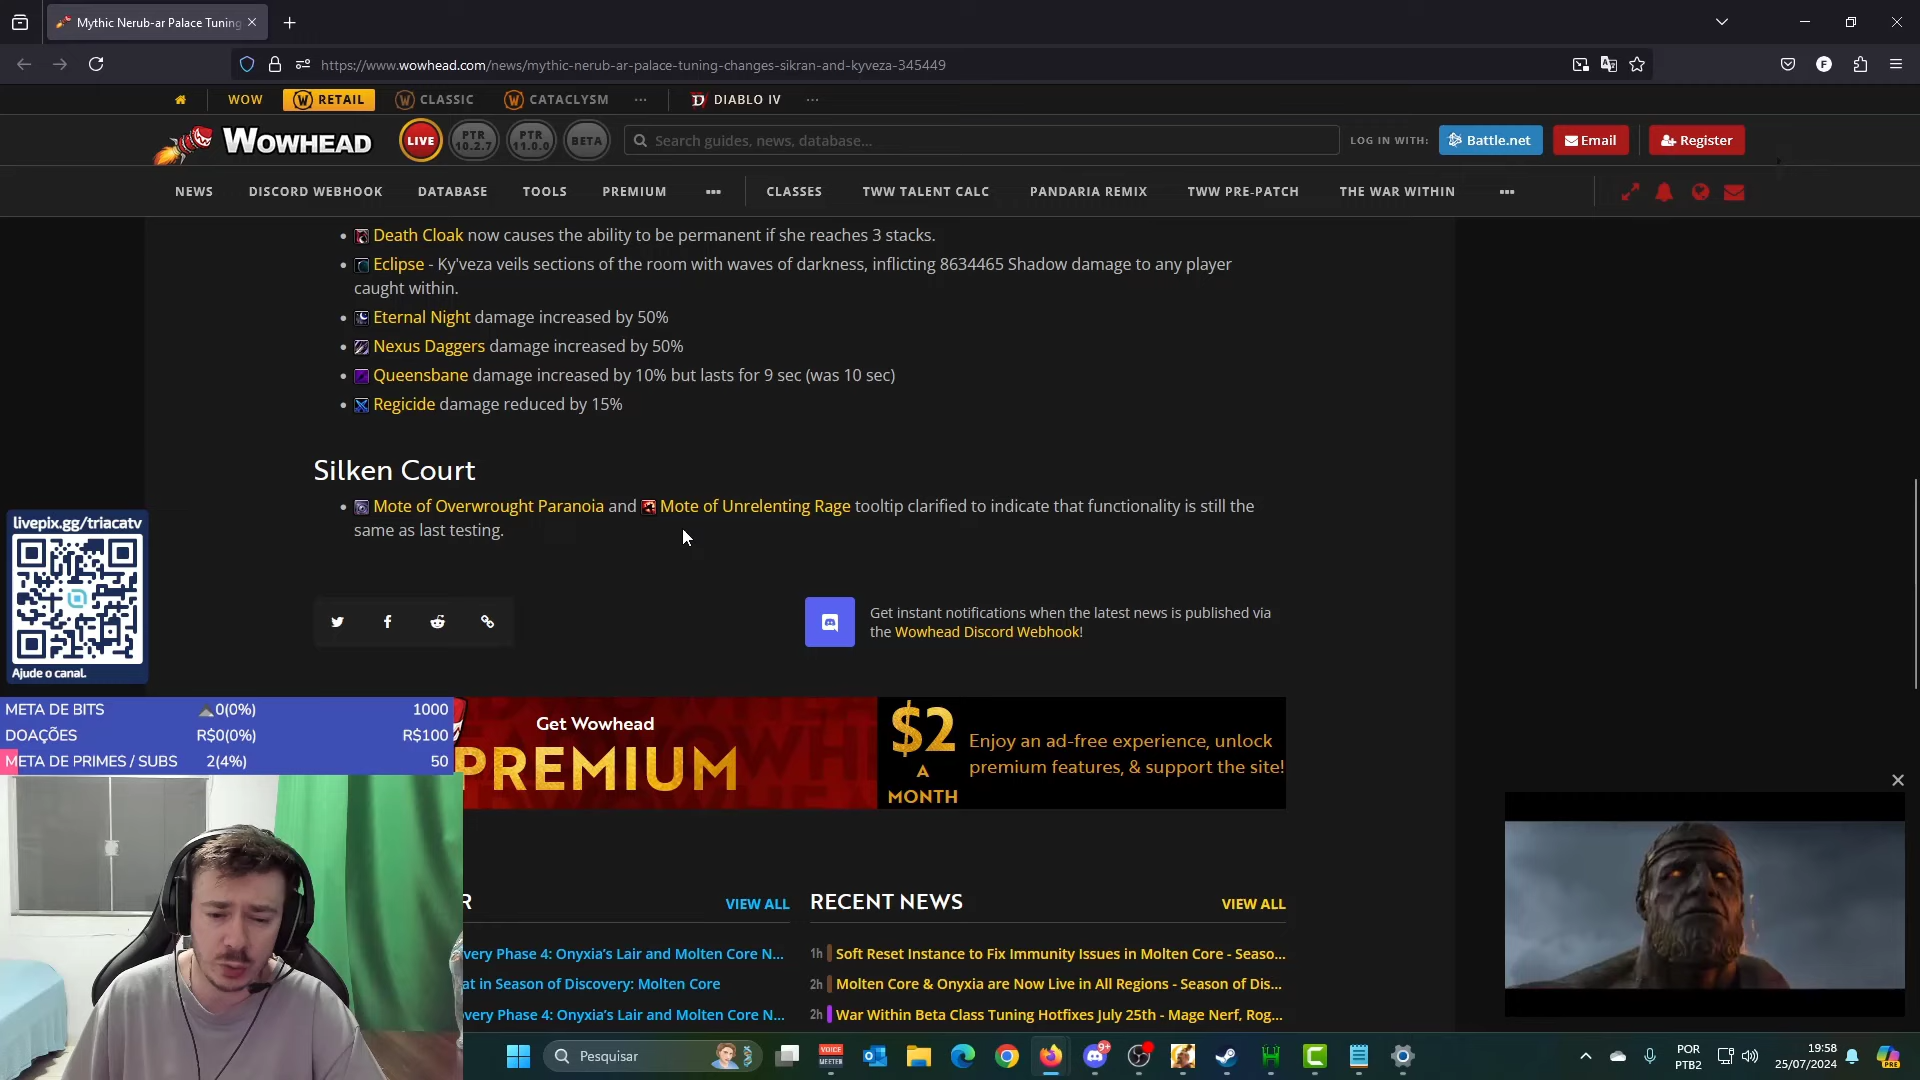 Mythic Nerub-ar Palace Tuning
https://www.wowhead.com/news/mythic-nerub-ar-palace-tuning-changes-sikran-and-kyveza-345449
WOW
RETAIL
CLASSIC
CATACLYSM
DIABLO IV
WOWHEAD
LIVE
PTR 10.2.7
PTR 11.0.0
BETA
Search guides, news, database...
LOG IN WITH:
Battle.net
Email
Register
NEWS
DISCORD WEBHOOK
DATABASE
TOOLS
PREMIUM
CLASSES
TWW TALENT CALC
PANDARIA REMIX
TWW PRE-PATCH
THE WAR WITHIN
Death Cloak now causes the ability to be permanent if she reaches 3 stacks.
Eclipse - Ky'veza veils sections of the room with waves of darkness, inflicting 8634465 Shadow damage to any player
caught within.
Eternal Night damage increased by 50%
Nexus Daggers damage increased by 50%
Queensbane damage increased by 10% but lasts for 9 sec (was 10 sec)
Regicide damage reduced by 15%
Silken Court
Mote of Overwrought Paranoia and Mote of Unrelenting Rage tooltip clarified to indicate that functionality is still the
same as last testing.
livepix.gg/triacatv
Ajude o canal.
Get instant notifications when the latest news is published via
the Wowhead Discord Webhook!
META DE BITS 0(0%) 1000
DOAÇÕES R$0(0%) R$100
META DE PRIMES / SUBS 2(4%) 50
Get Wowhead
PREMIUM
$2
A
MONTH
Enjoy an ad-free experience, unlock
premium features, & support the site!
R
VIEW ALL
RECENT NEWS
VIEW ALL
very Phase 4: Onyxia's Lair and Molten Core N...
at in Season of Discovery: Molten Core
very Phase 4: Onyxia's Lair and Molten Core N...
1h Soft Reset Instance to Fix Immunity Issues in Molten Core - Seaso...
2h Molten Core & Onyxia are Now Live in All Regions - Season of Dis...
2h War Within Beta Class Tuning Hotfixes July 25th - Mage Nerf, Rog...
Pesquisar
VOICE MEETER
9+
POR
PTB2
19:58
25/07/2024
PRE